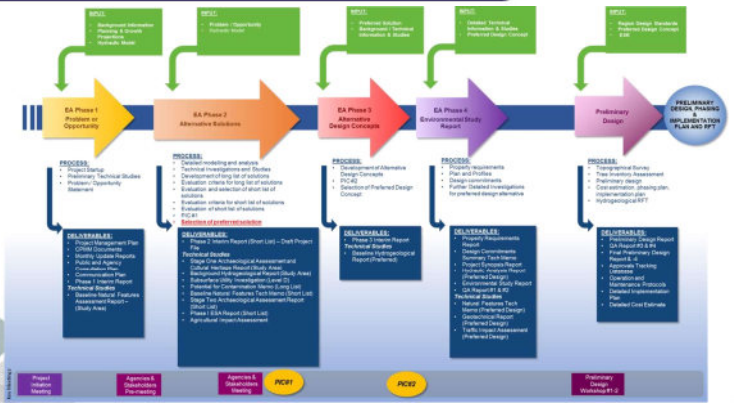 INPUT:
• Background Information
• Planning & Growth
Projections
• Hydraulic Model
INPUT:
• Problem / Opportunity
• Hydraulic Model
INPUT:
• Preferred Solution
• Background / Technical
Information & Studies
INPUT:
• Detailed Technical
Information & Studies
• Preferred Design Concept
INPUT:
• Region Design Standards
• Preferred Design Concept
• ESR
EA Phase 1
Problem or
Opportunity
EA Phase 2
Alternative Solutions
EA Phase 3
Alternative
Design Concepts
EA Phase 4
Environmental Study
Report
Preliminary
Design
PRELIMINARY
DESIGN, PHASING
&
IMPLEMENTATION
PLAN AND RFT
PROCESS:
• Project Startup
• Preliminary Technical Studies
• Problem / Opportunity
Statement
PROCESS:
• Detailed modelling and analysis
• Technical Investigations and Studies
• Development of long list of solutions
• Evaluation criteria for long list of solutions
• Evaluation and selection of short list of
solutions
• Evaluation criteria for short list of solutions
• Evaluation of short list of solutions
• PIC#1
• Selection of preferred solution
PROCESS:
• Development of Alternative
Design Concepts
• PIC#2
• Selection of Preferred Design
Concept
PROCESS:
• Property requirements
• Plan and Profiles
• Design commitments
• Further Detailed Investigations
for preferred design alternative
PROCESS:
• Topographical Survey
• Tree Inventory Assessment
• Preliminary design
• Cost estimation, phasing plan,
implementation plan
• Hydrogeological RFT
DELIVERABLES:
• Project Management Plan
• OPWM Documents
• Monthly Update Reports
• Public and Agency
Consultation Plan
• Communication Plan
• Phase 1 Interim Report
Technical Studies
• Baseline Natural Features
Assessment Report –
(Study Area)
DELIVERABLES:
• Phase 2 Interim Report (Short List) – Draft Project
File
Technical Studies
• Stage One Archaeological Assessment and
Cultural Heritage Report (Study Area)
• Background Hydrogeological Report (Study Area)
• Subsurface Utility Investigation (Level D)
• Potential for Contamination Memo (Long List)
• Baseline Natural Features Tech Memo (Short List)
• Stage Two Archaeological Assessment Report
(Short List)
• Phase I ESA Report (Short List)
• Agricultural Impact Assessment
DELIVERABLES:
• Phase 3 Interim Report
Technical Studies
• Baseline Hydrogeological
Report (Preferred)
DELIVERABLES:
• Property Requirements
Report
• Design Commitments
Summary Tech Memo
• Project Synopsis Report
• Hydraulic Analysis Report
(Preferred Design)
• Environmental Study Report
• QA Report #1 & #2
Technical Studies
• Natural Features Tech
Memo (Preferred Design)
• Geotechnical Report
(Preferred Design)
• Traffic Impact Assessment
(Preferred Design)
DELIVERABLES:
• Preliminary Design Report
• QA Report #3 & #4
• Final Preliminary Design
Report
• Approvals Tracking
Database
• Operation and
Maintenance Protocols
• Detailed Implementation
Plan
• Detailed Cost Estimate
Project
Initiation
Meeting
Agencies &
Stakeholders
Pre-meeting
Agencies &
Stakeholders
Meeting
PIC#1
PIC#2
Preliminary
Design
Workshop #1-2